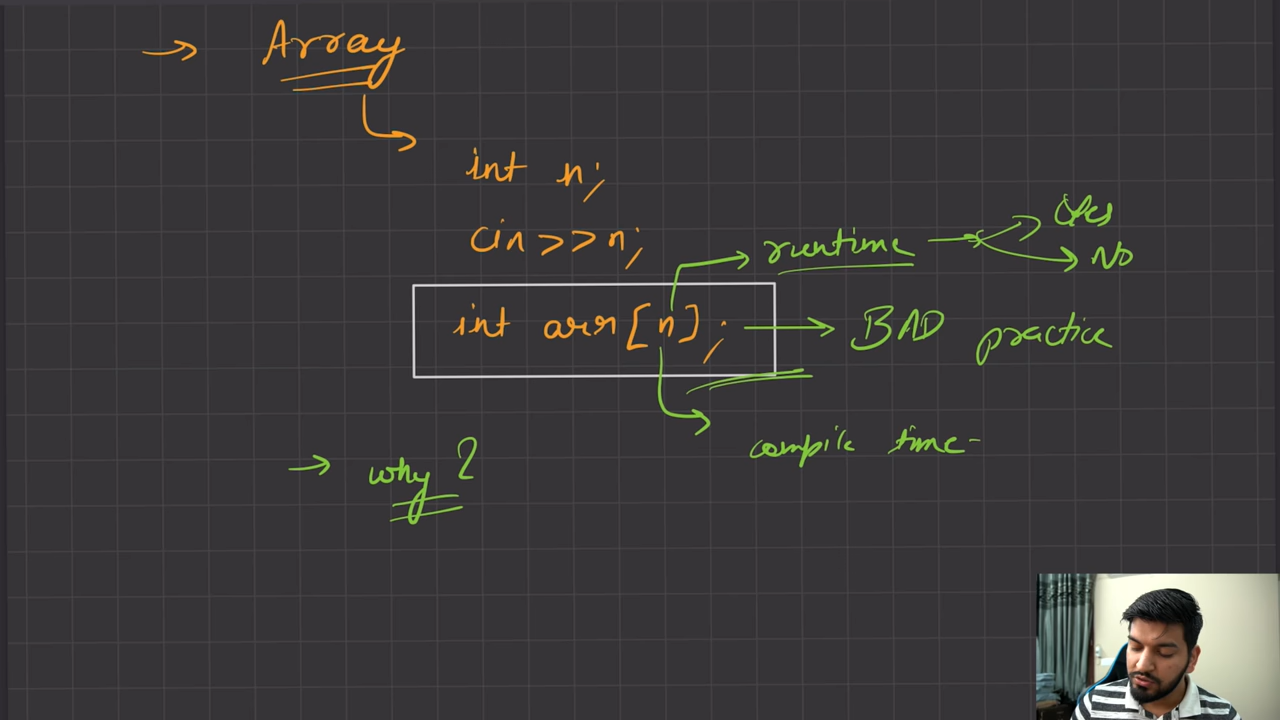 → Array
int n;
cin >> n;
runtime → Yes
→ No
int arr[n]; → BAD practice
compile time-
→ why ?